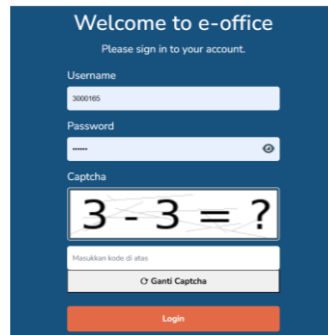 Welcome to e-office
Please sign in to your account.
Username
3000165
Password
••••••
Captcha
3 - 3 = ?
Masukkan kode di atas
Ganti Captcha
Login